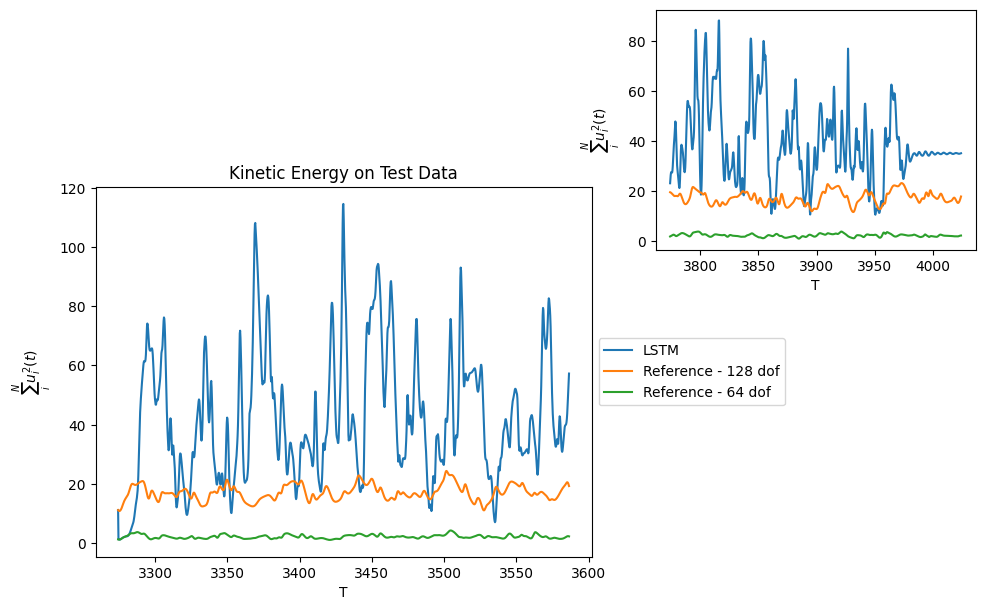 80
60
40
20
0
N
∑ u_i^2(t)
i
3800 3850 3900 3950 4000
T
Kinetic Energy on Test Data
120
100
80
60
40
20
0
N
∑ u_i^2(t)
i
3300 3350 3400 3450 3500 3550 3600
T
LSTM
Reference - 128 dof
Reference - 64 dof